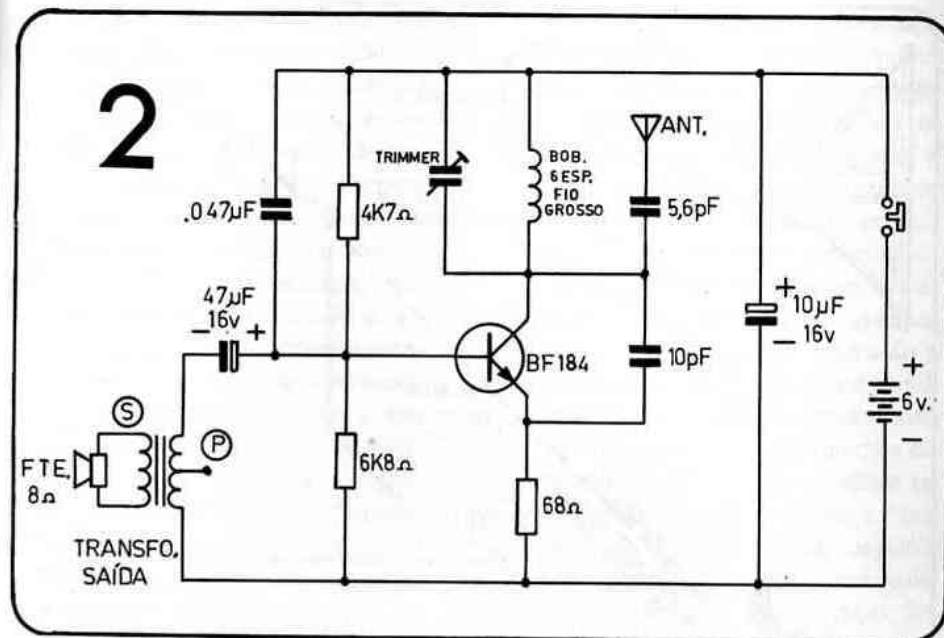 2
TRIMMER
BOB.
6 ESP.
FIO
GROSSO
ANT.
.047µF
4K7Ω
5,6pF
47µF
16v
- +
BF184
10pF
+
10µF
- 16v
+
6v.
-
S
P
FTE.
8Ω
6K8Ω
68Ω
TRANSFO.
SAÍDA